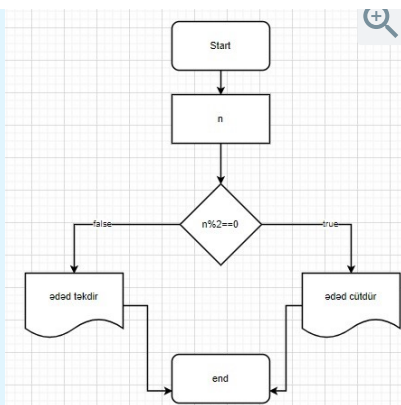 Start
n
n%2==0
false
true
ədəd təkdir
ədəd cütdür
end